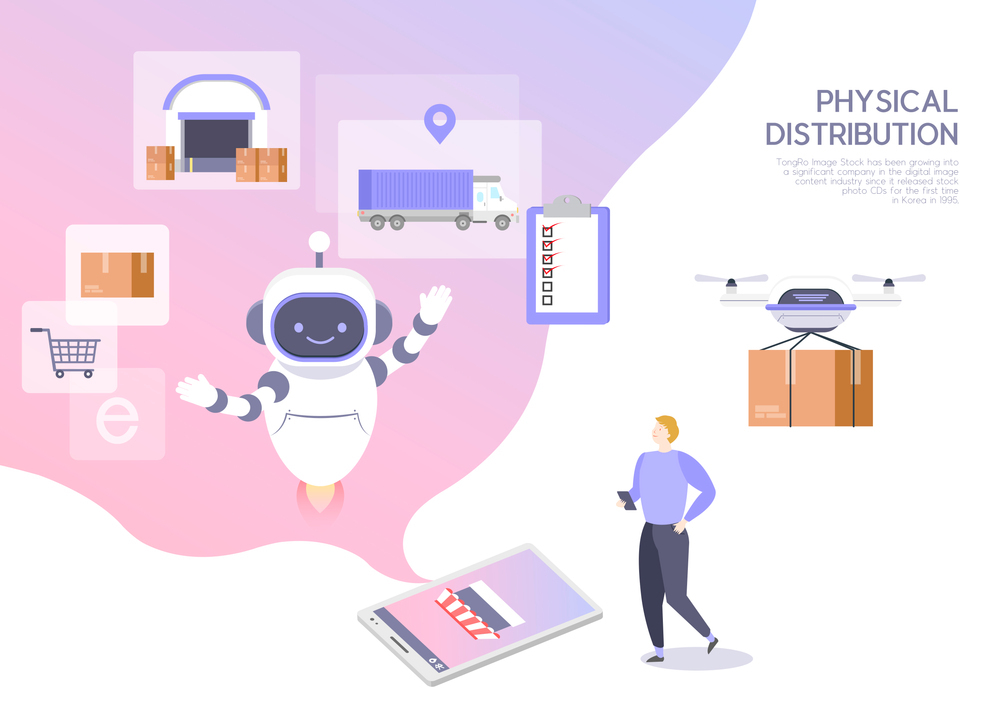 PHYSICAL
DISTRIBUTION
TongRo Image Stock has been growing into
a significant company in the digital image
content industry since it released stock
photo CDs for the first time
in Korea in 1995.
e